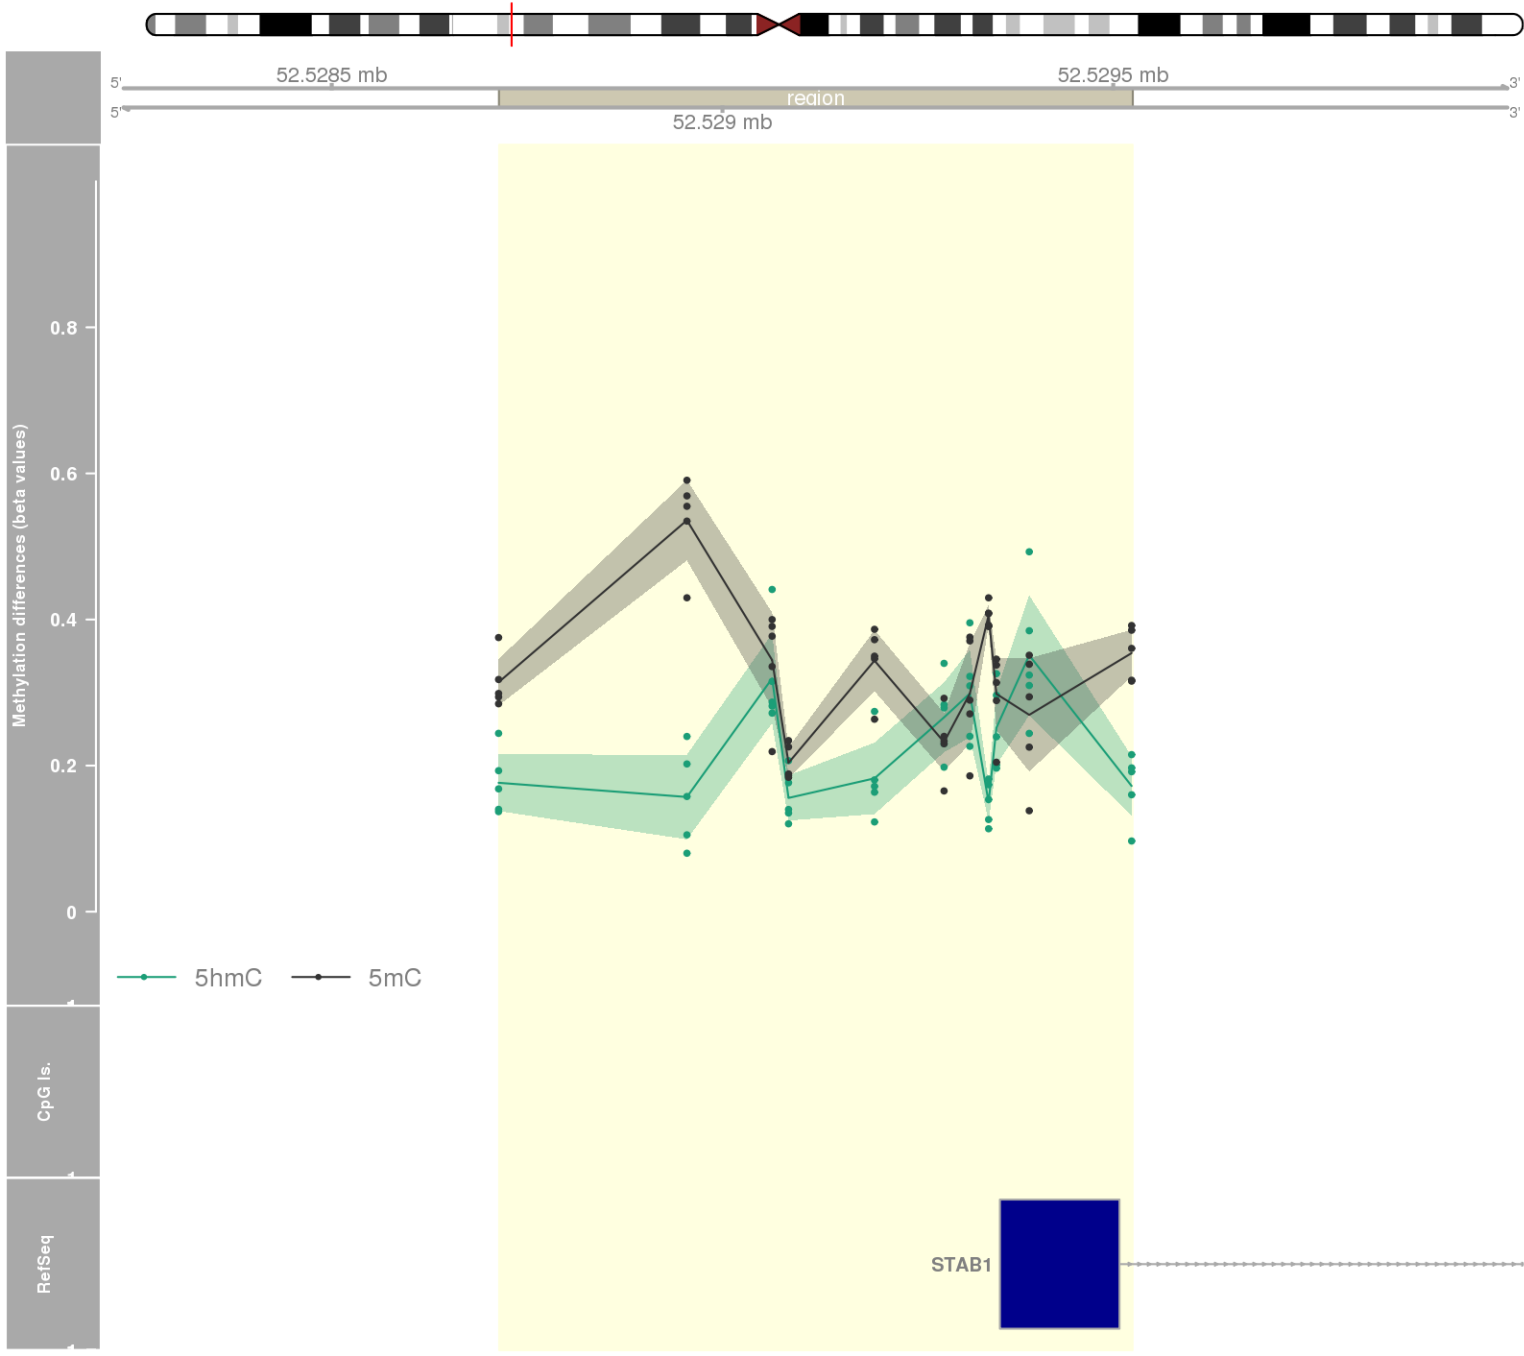 52.5285 mb
52.5295 mb
5'
3'
region
5'
3'
52.529 mb
Methylation differences (beta values)
0.8
0.6
0.4
0.2
0
5hmC
5mC
CpG Is.
RefSeq
STAB1